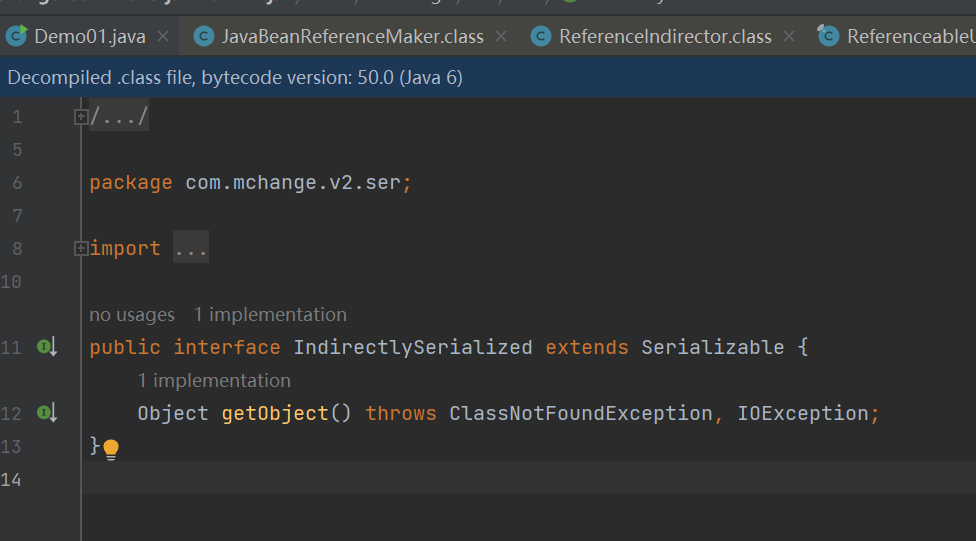 Demo01.java JavaBeanReferenceMaker.class ReferenceIndirector.class
Decompiled .class file, bytecode version: 50.0 (Java 6)
1 /.../
5
6 package com.mchange.v2.ser;
7
8 import ...
10
no usages 1 implementation
11 public interface IndirectlySerialized extends Serializable {
1 implementation
12 Object getObject() throws ClassNotFoundException, IOException;
13 }
14